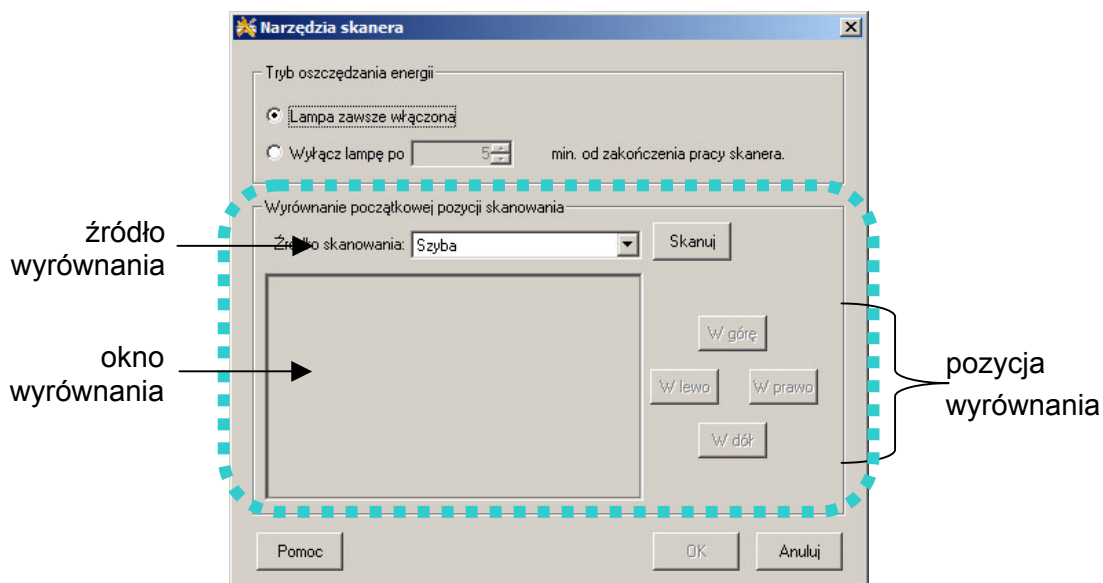 Narzędzia skanera
Tryb oszczędzania energii
Lampa zawsze włączona
Wyłącz lampę po 5 min. od zakończenia pracy skanera.
Wyrównanie początkowej pozycji skanowania
źródło
wyrównania
Źródło skanowania: Szyba Skanuj
okno
wyrównania
W górę
W lewo W prawo
W dół
pozycja
wyrównania
Pomoc OK Anuluj